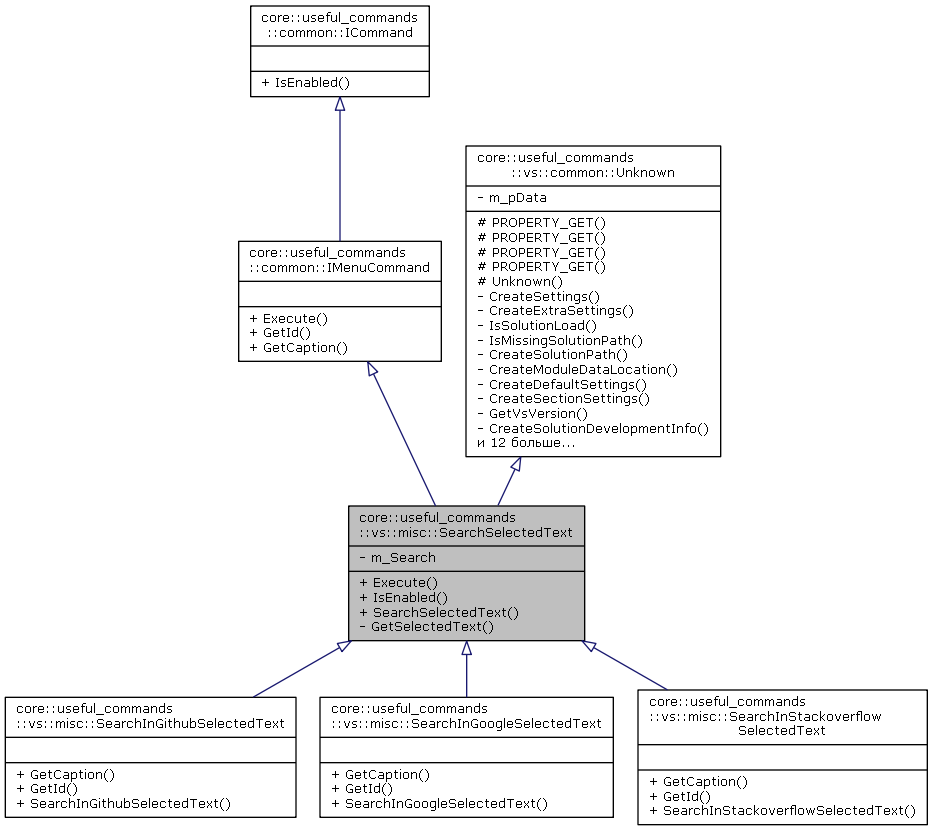 core::useful_commands
::common::ICommand
+ IsEnabled()
core::useful_commands
::vs::common::Unknown
- m_pData
# PROPERTY_GET()
# PROPERTY_GET()
# PROPERTY_GET()
# PROPERTY_GET()
# Unknown()
- CreateSettings()
- CreateExtraSettings()
- IsSolutionLoad()
- IsMissingSolutionPath()
- CreateSolutionPath()
- CreateModuleDataLocation()
- CreateDefaultSettings()
- CreateSectionSettings()
- GetVsVersion()
- CreateSolutionDevelopmentInfo()
и 12 больше...
core::useful_commands
::common::IMenuCommand
+ Execute()
+ GetId()
+ GetCaption()
core::useful_commands
::vs::misc::SearchSelectedText
- m_Search
+ Execute()
+ IsEnabled()
+ SearchSelectedText()
- GetSelectedText()
core::useful_commands
::vs::misc::SearchInGithubSelectedText
+ GetCaption()
+ GetId()
+ SearchInGithubSelectedText()
core::useful_commands
::vs::misc::SearchInGoogleSelectedText
+ GetCaption()
+ GetId()
+ SearchInGoogleSelectedText()
core::useful_commands
::vs::misc::SearchInStackoverflow
SelectedText
+ GetCaption()
+ GetId()
+ SearchInStackoverflowSelectedText()